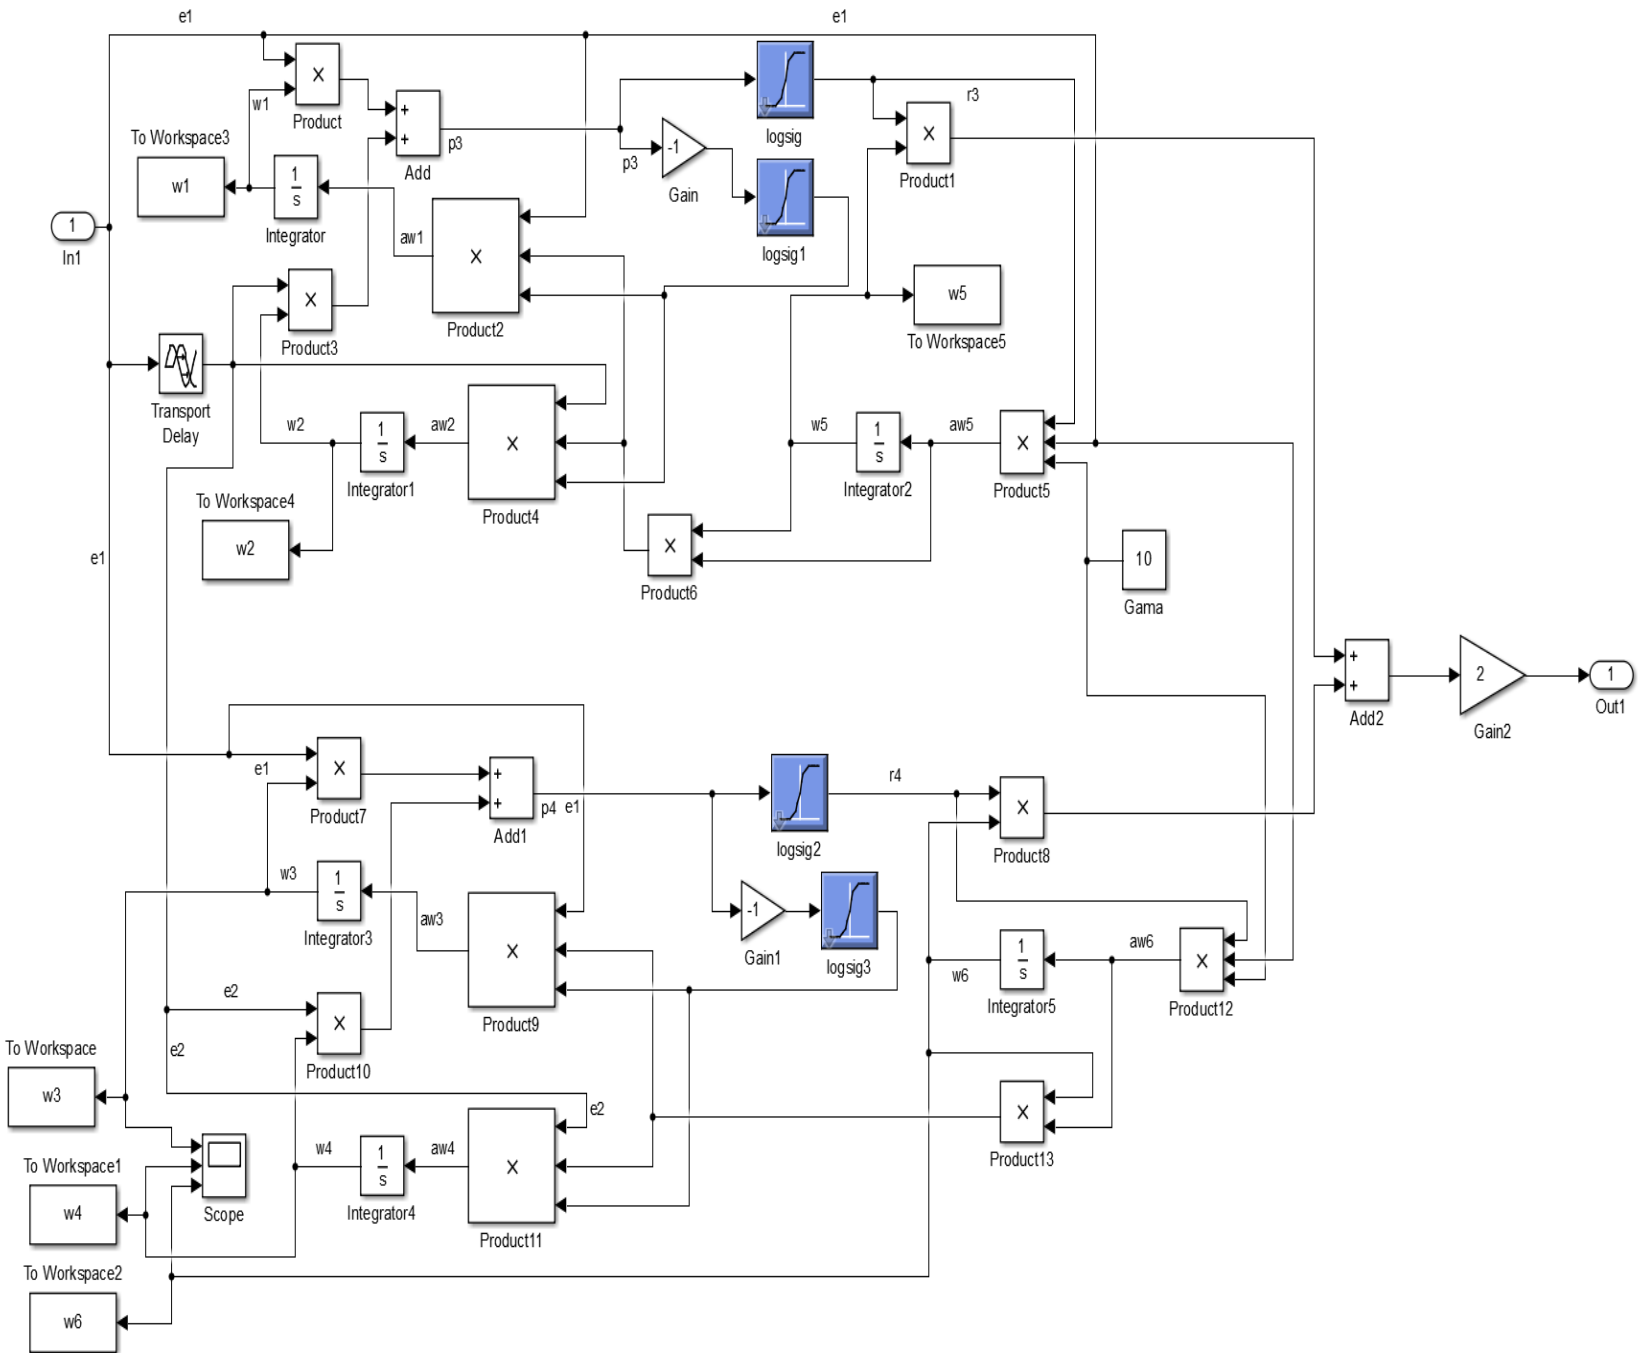 e1
e1
X
Product
w1
+
+
Add
p3
p3
-1
Gain
logsig
logsig1
r3
X
Product1
To Workspace3
w1
1
s
Integrator
aw1
X
Product2
1
In1
X
Product3
w5
To Workspace5
Transport
Delay
w2
1
s
Integrator1
aw2
X
Product4
w5
1
s
Integrator2
aw5
X
Product5
To Workspace4
w2
X
Product6
10
Gama
e1
+
+
Add2
2
Gain2
1
Out1
e1
X
Product7
+
+
Add1
p4
e1
logsig2
r4
X
Product8
w3
1
s
Integrator3
aw3
X
Product9
-1
Gain1
logsig3
w6
1
s
Integrator5
aw6
X
Product12
e2
X
Product10
e2
To Workspace
w3
e2
X
Product13
To Workspace1
w4
Scope
w4
1
s
Integrator4
aw4
X
Product11
To Workspace2
w6